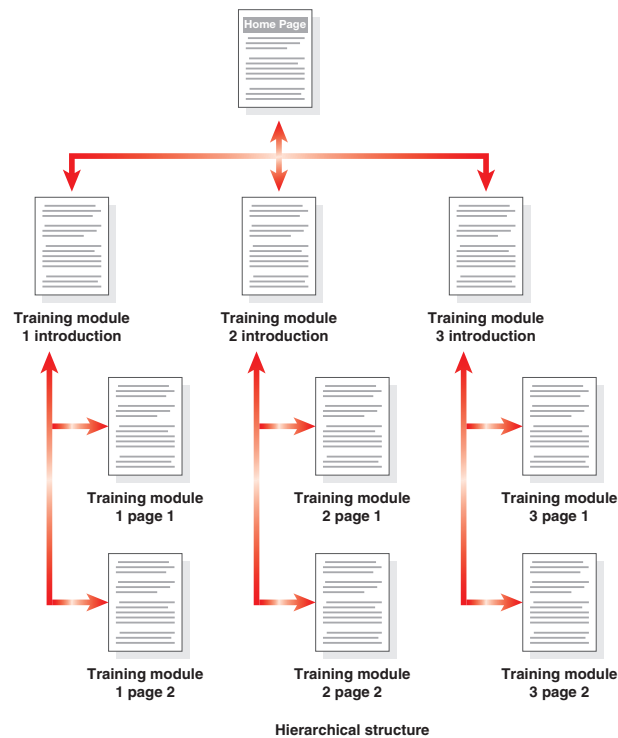 Home Page
Training module
1 introduction
Training module
2 introduction
Training module
3 introduction
Training module
1 page 1
Training module
2 page 1
Training module
3 page 1
Training module
1 page 2
Training module
2 page 2
Training module
3 page 2
Hierarchical structure